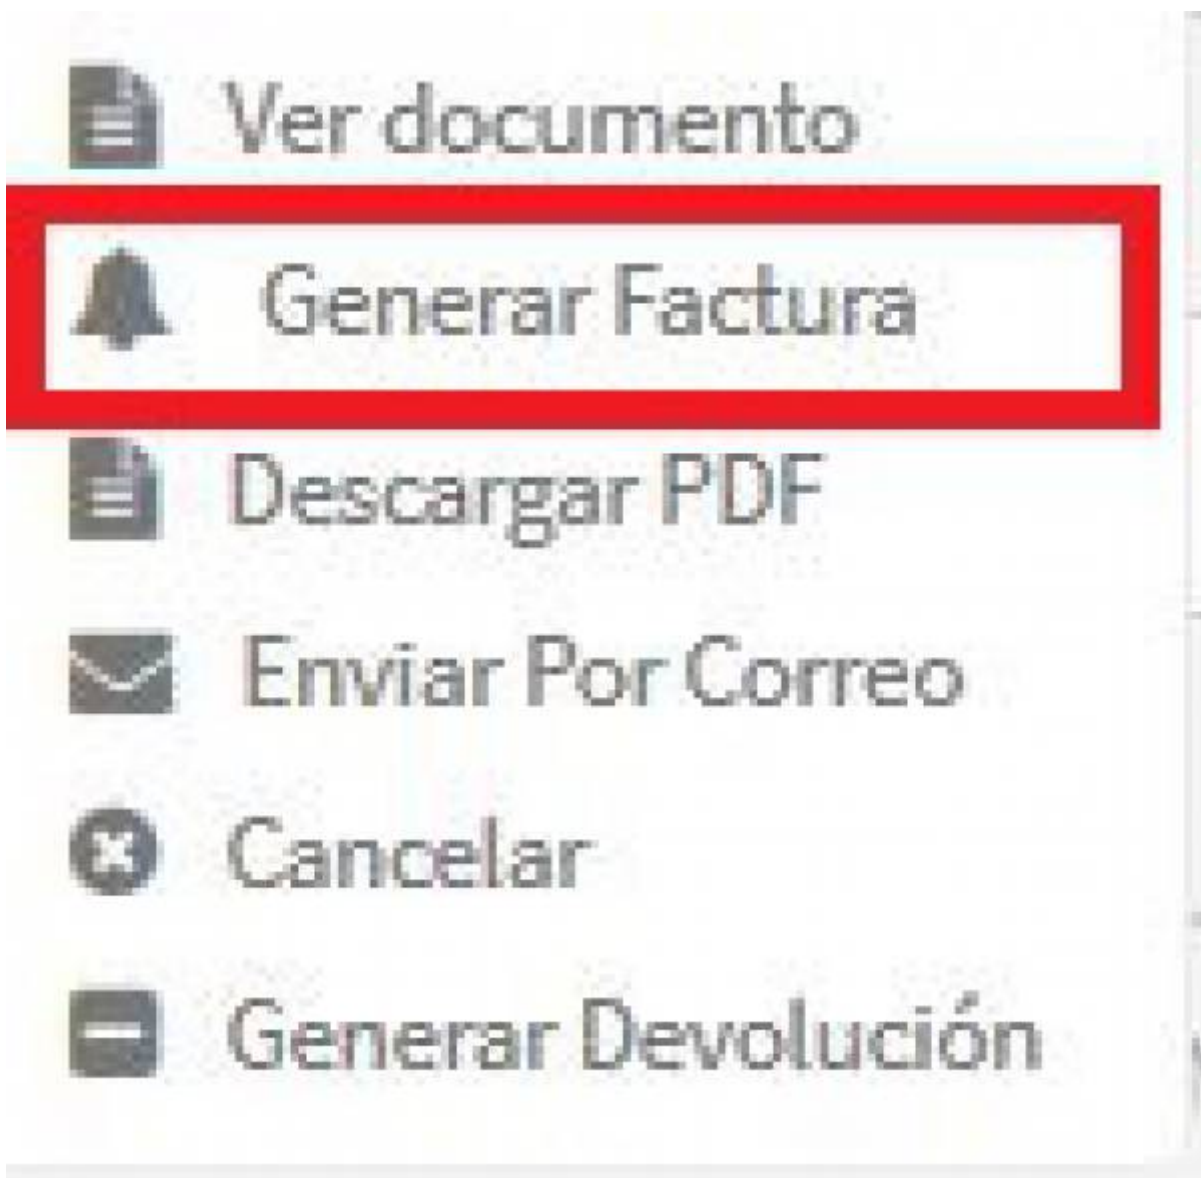 Ver documento
Generar Factura
Descargar PDF
Enviar Por Correo
Cancelar
Generar Devolución